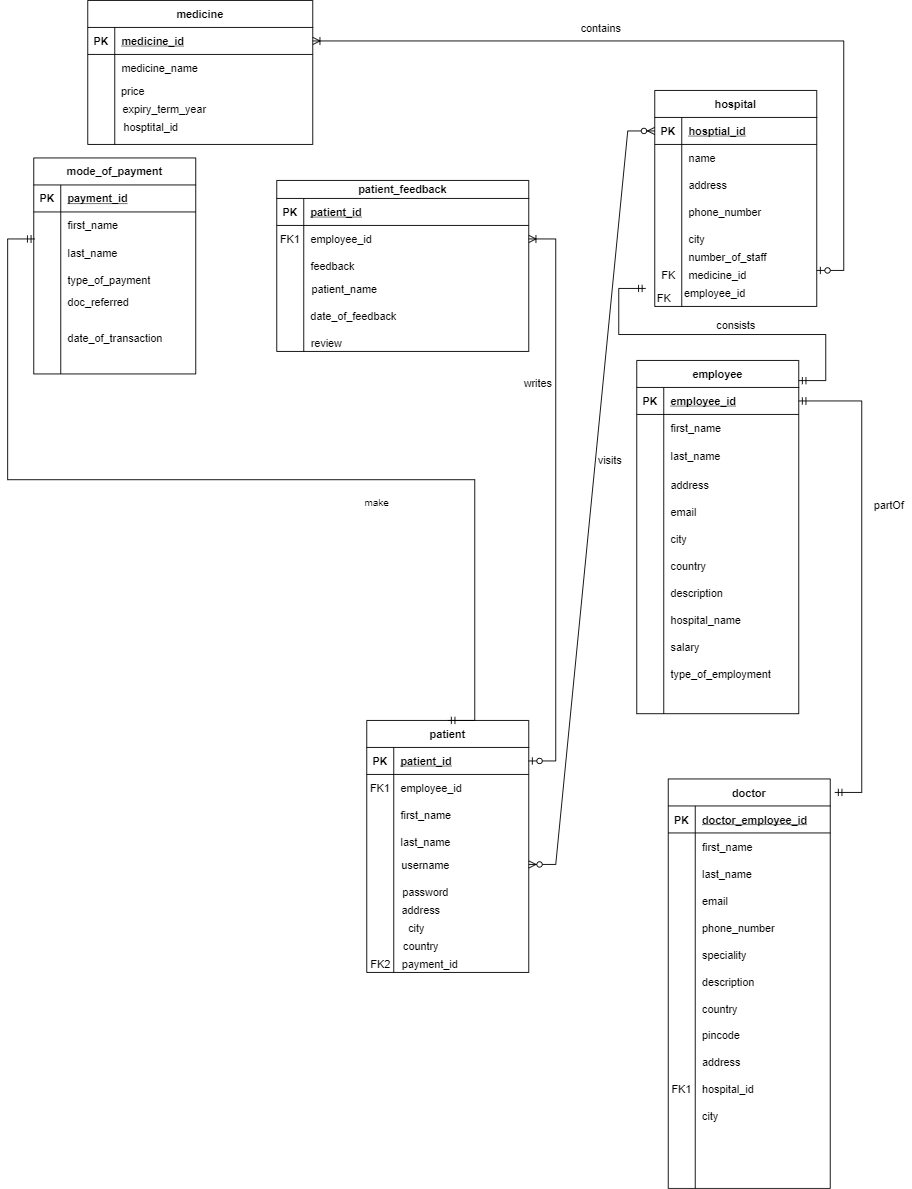 medicine
PK medicine_id
medicine_name
price
expiry_term_year
hosptital_id
contains
hospital
PK hosptial_id
name
address
phone_number
city
number_of_staff
FK medicine_id
FK employee_id
mode_of_payment
PK payment_id
first_name
last_name
type_of_payment
doc_referred
date_of_transaction
patient_feedback
PK patient_id
FK1 employee_id
feedback
patient_name
date_of_feedback
review
consists
writes
visits
make
partOf
employee
PK employee_id
first_name
last_name
address
email
city
country
description
hospital_name
salary
type_of_employment
patient
PK patient_id
FK1 employee_id
first_name
last_name
username
password
address
city
country
FK2 payment_id
doctor
PK doctor_employee_id
first_name
last_name
email
phone_number
speciality
description
country
pincode
address
FK1 hospital_id
city